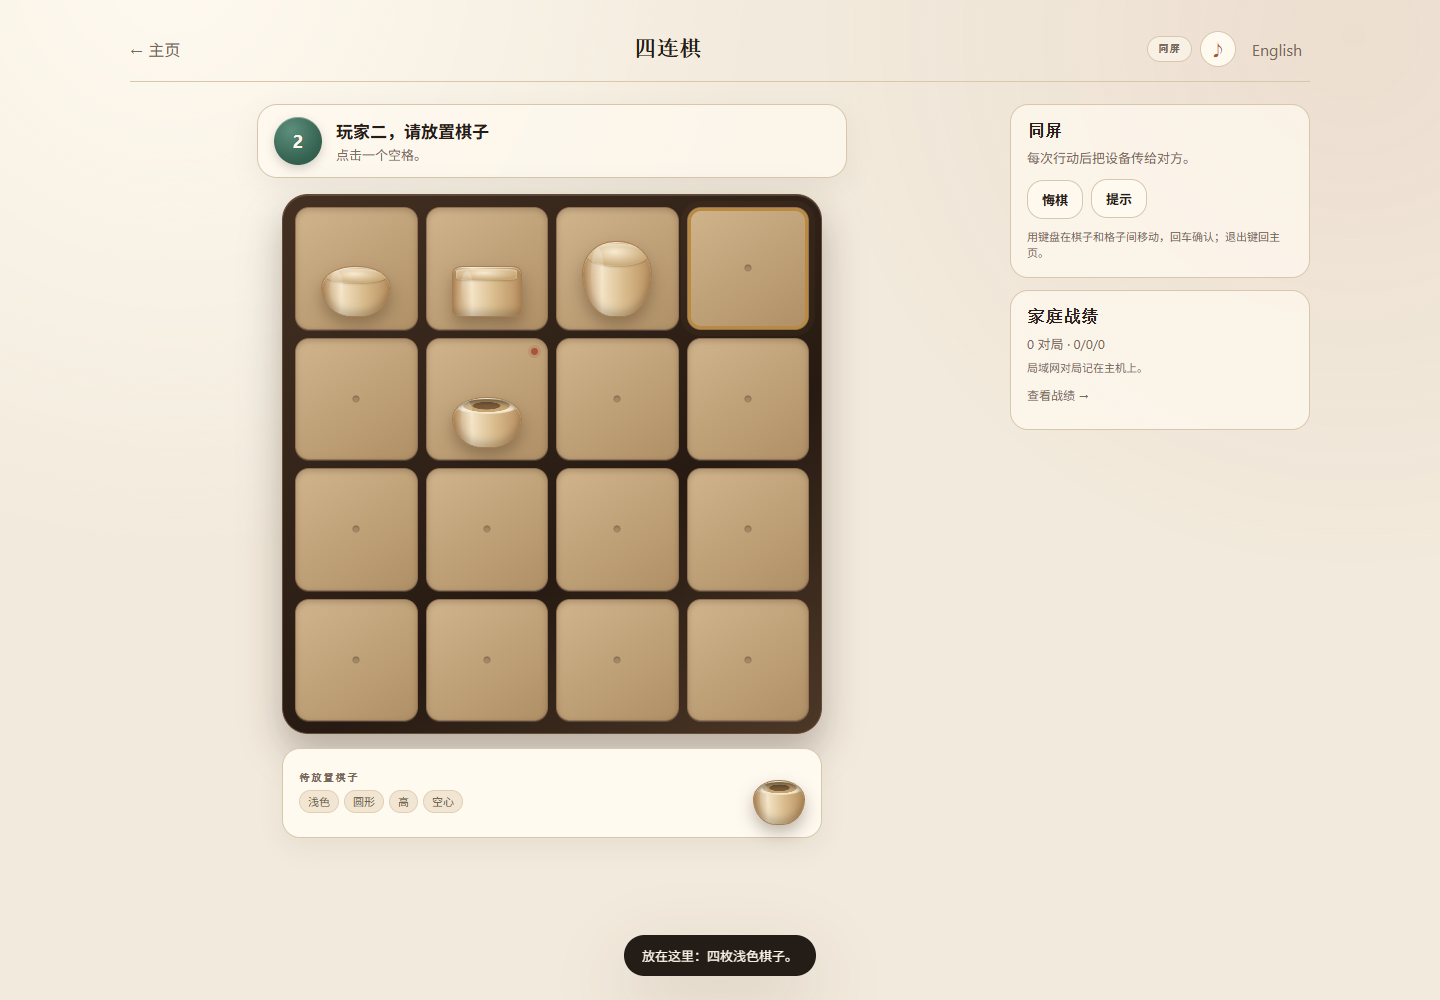 ← 主页
四连棋
同屏
♪
English
2
玩家二，请放置棋子
点击一个空格。
同屏
每次行动后把设备传给对方。
悔棋
提示
用键盘在棋子和格子间移动，回车确认；退出键回主
页。
家庭战绩
0 对局 · 0/0/0
局域网对局记在主机上。
查看战绩 →
待放置棋子
浅色
圆形
高
空心
放在这里：四枚浅色棋子。